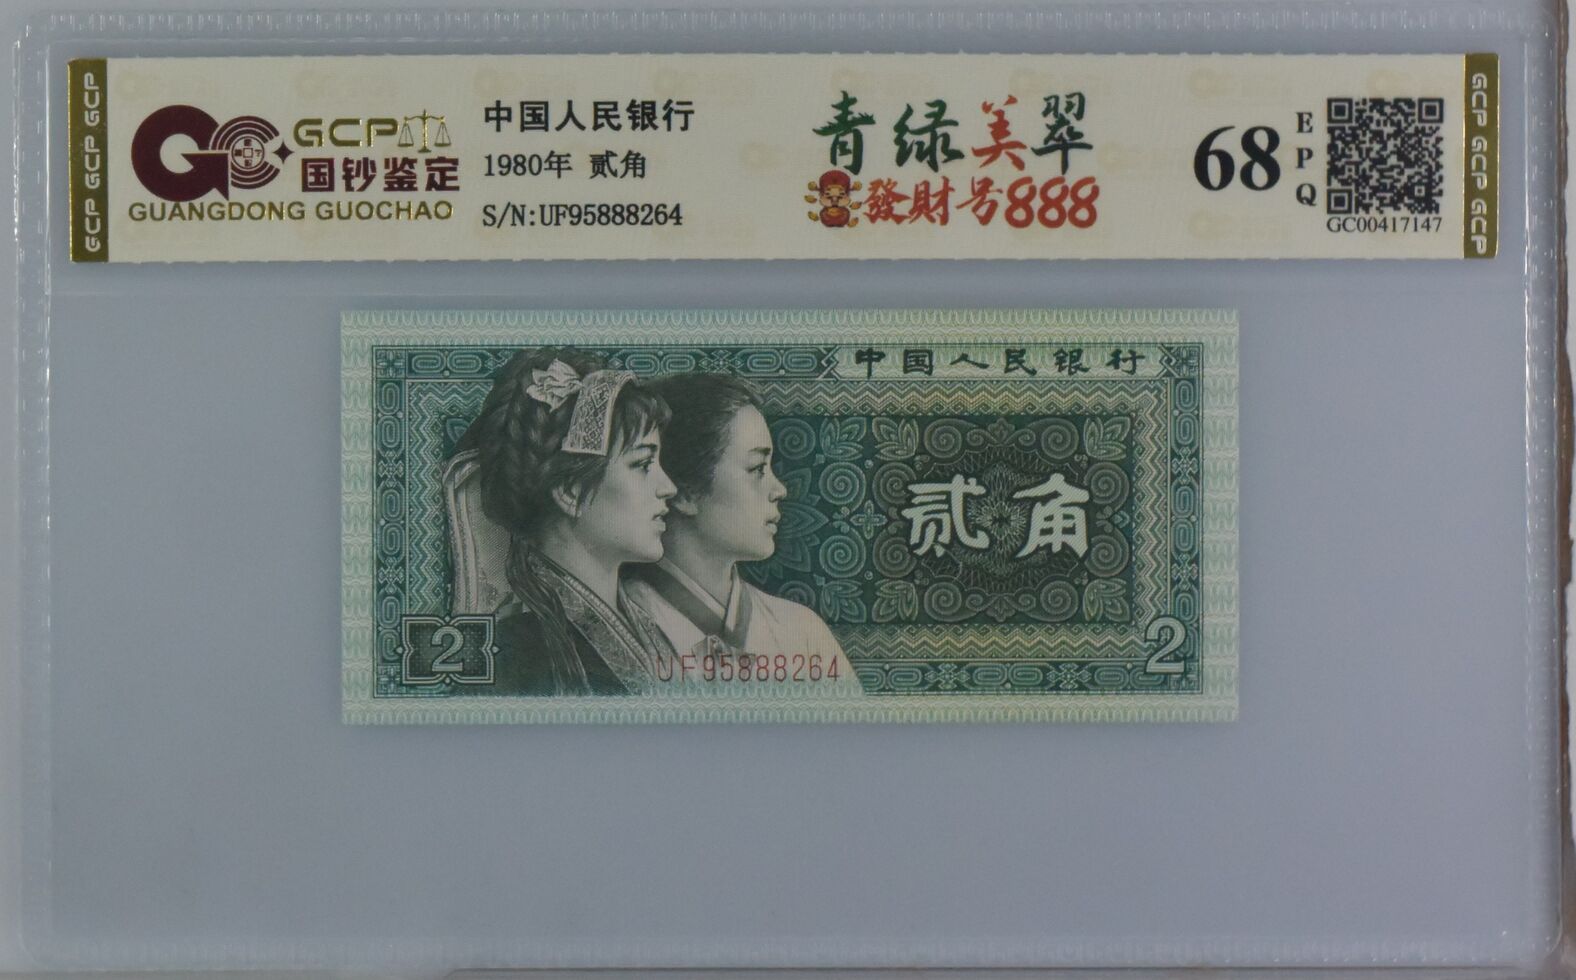 GCP GCP GCP
GCP
国钞鉴定
GUANGDONG GUOCHAO
中国人民银行
1980年 贰角
S/N:UF95888264
青绿美翠
發財号888
68
EPQ
GC00417147
GCP GCP GCP
中国人民银行
贰角
2
2
UF95888264